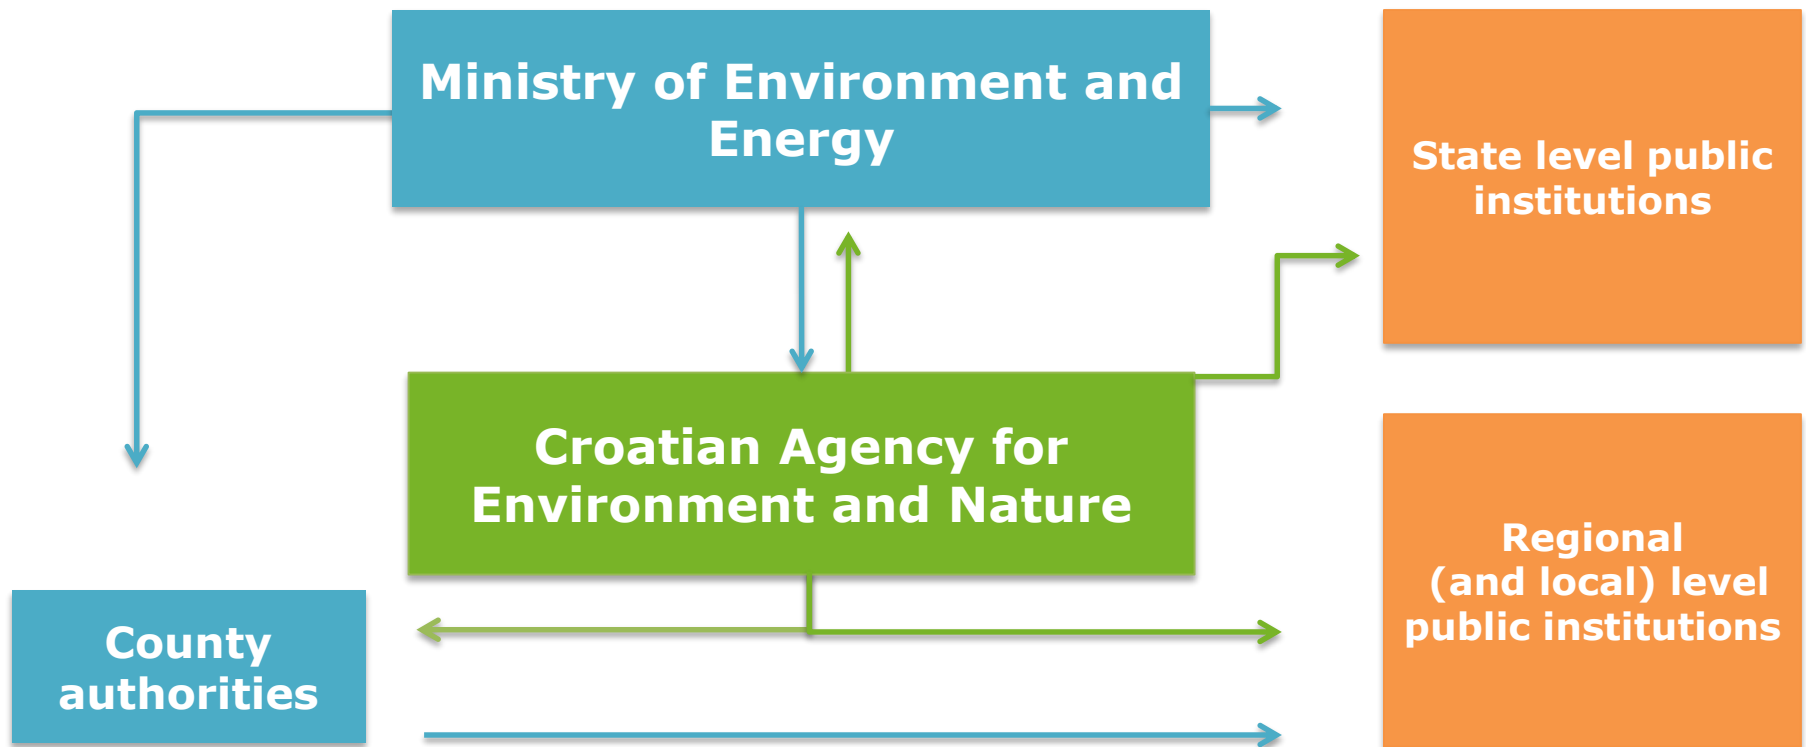 Ministry of Environment and
Energy
State level public
institutions
Croatian Agency for
Environment and Nature
Regional
(and local) level
public institutions
County
authorities